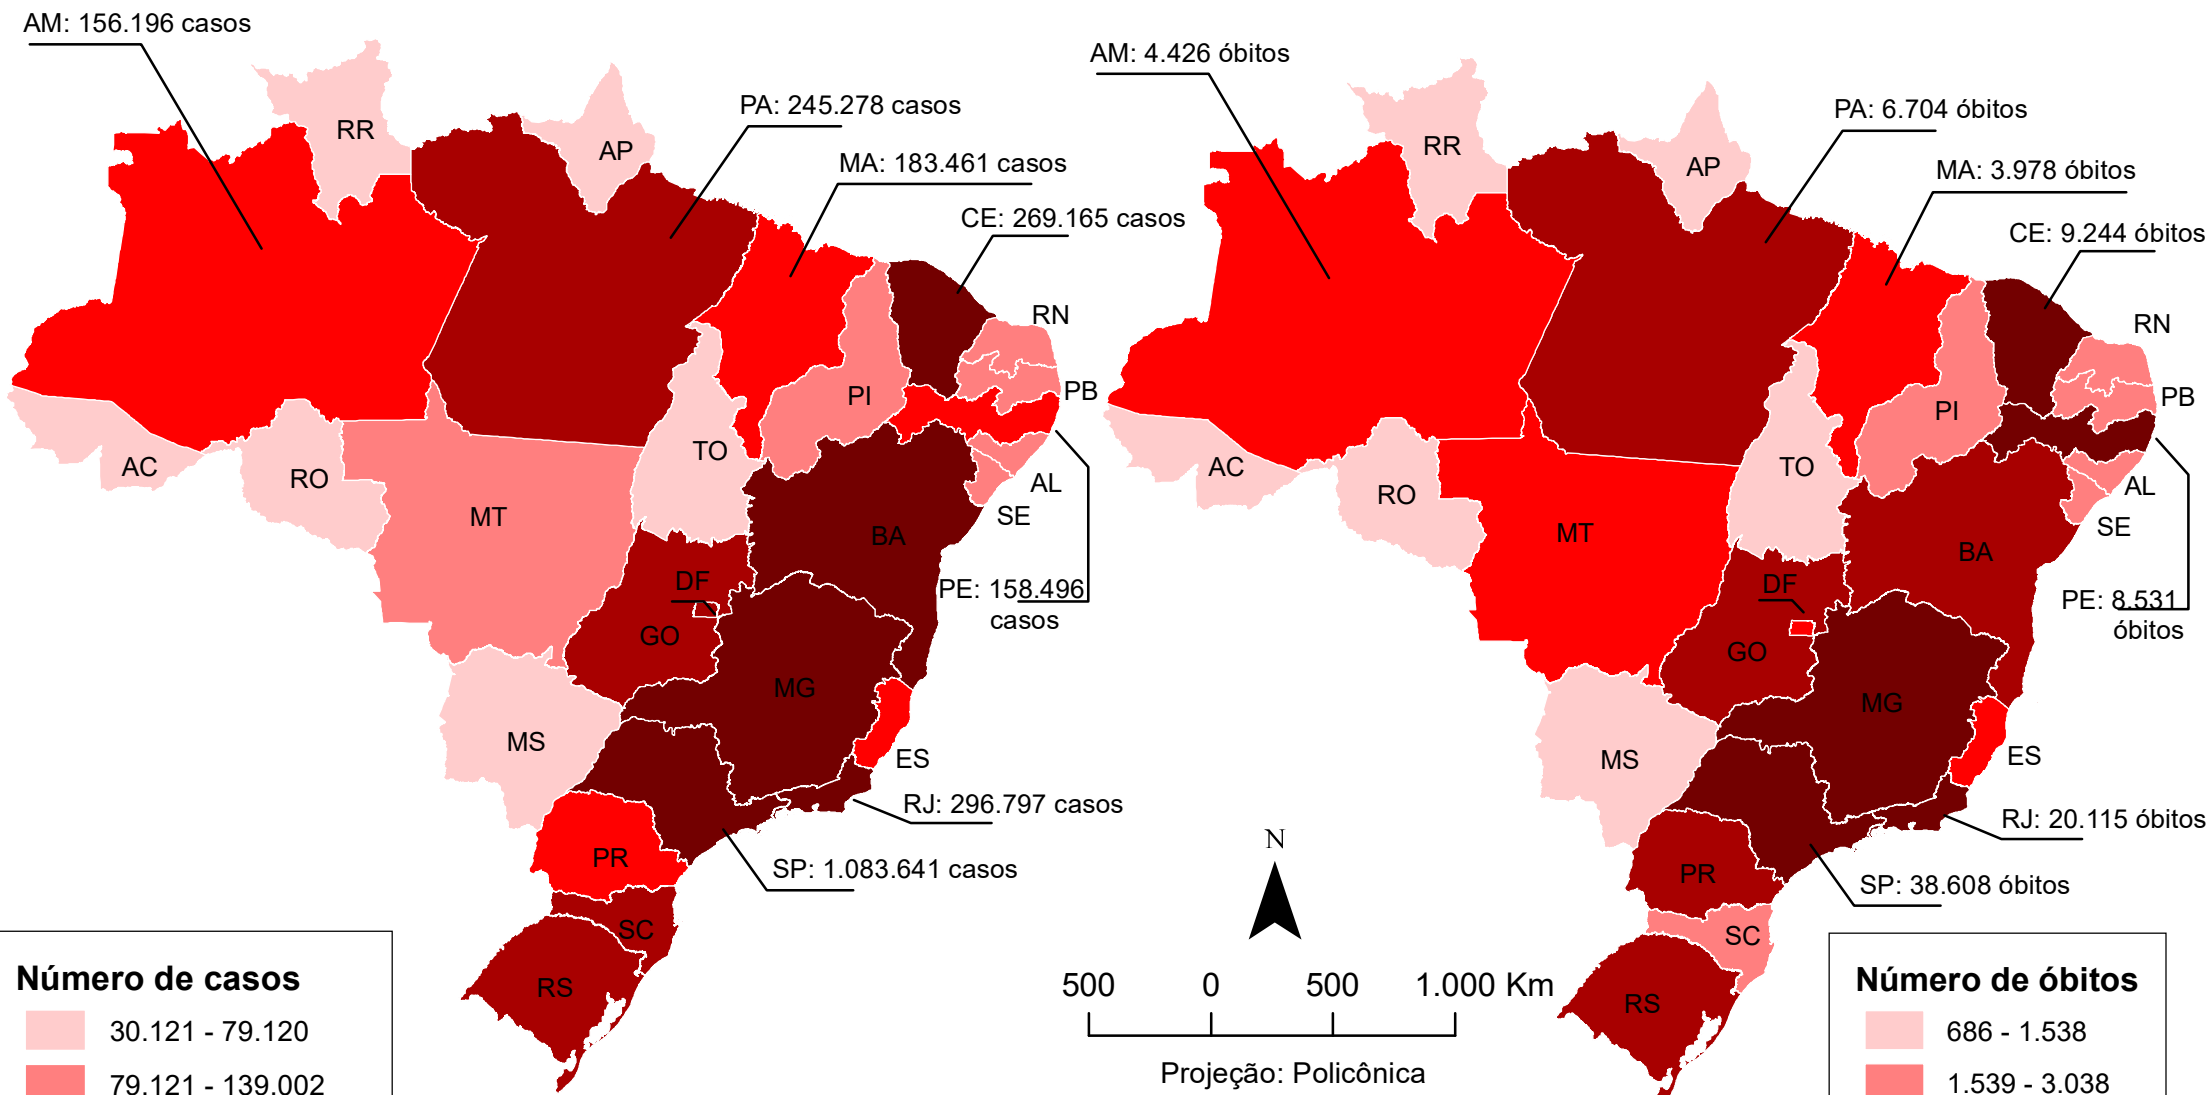 AM: 156.196 casos
RR
AP
PA: 245.278 casos
MA: 183.461 casos
CE: 269.165 casos
RN
PB
PI
TO
AC
RO
MT
AL
SE
BA
DF
GO
PE: 158.496
casos
MG
MS
ES
RJ: 296.797 casos
SP: 1.083.641 casos
PR
SC
RS
Número de casos
30.121 - 79.120
79.121 - 139.002
AM: 4.426 óbitos
RR
AP
PA: 6.704 óbitos
MA: 3.978 óbitos
CE: 9.244 óbitos
RN
PB
PI
TO
AC
RO
MT
AL
SE
BA
DF
GO
PE: 8.531
óbitos
MG
MS
ES
RJ: 20.115 óbitos
SP: 38.608 óbitos
PR
SC
RS
N
500 0 500 1.000 Km
Projeção: Policônica
Número de óbitos
686 - 1.538
1.539 - 3.038